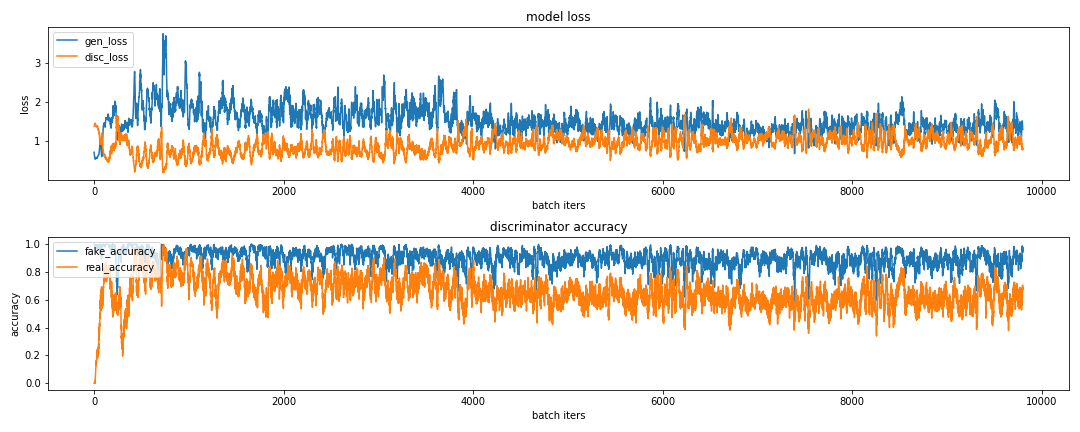 model loss
gen_loss
disc_loss
3
2
1
loss
0
2000
4000
6000
8000
10000
batch iters
discriminator accuracy
fake_accuracy
real_accuracy
1.0
0.8
0.6
0.4
0.2
0.0
accuracy
0
2000
4000
6000
8000
10000
batch iters